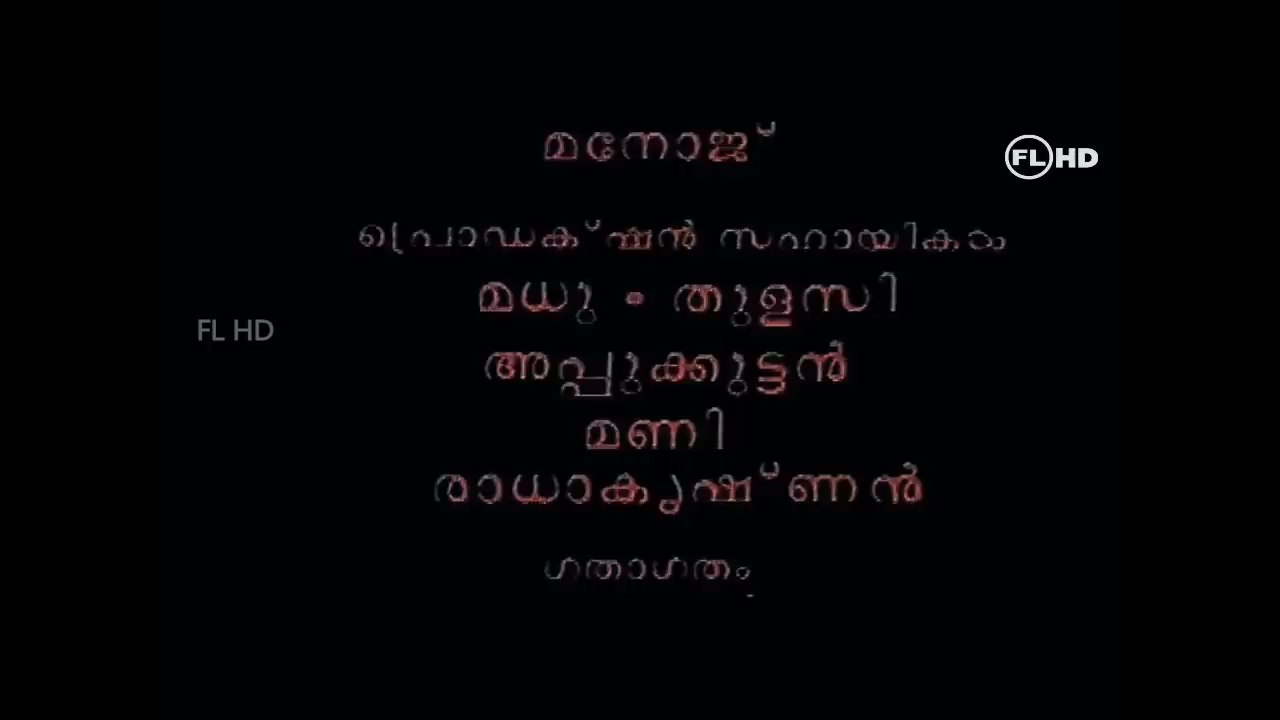 മനോജ്
FL HD
പ്രൊഡക്ഷൻ സഹായികൾ
മധു • തുളസി
FL HD
അപ്പുക്കുട്ടൻ
മണി
രാധാകൃഷ്ണൻ
ഗതാഗതം